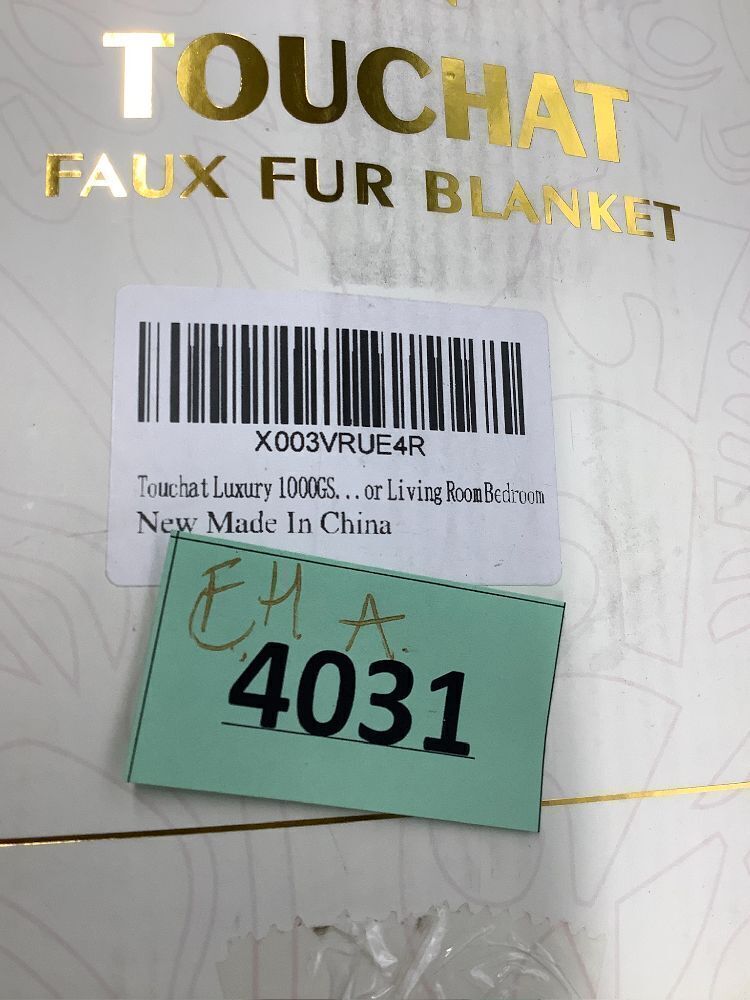 TOUCHAT
FAUX FUR BLANKET
X003VRUE4R
Touchat Luxury 1000GS...or Living Room Bedroom
New Made In China
E.H. A.
4031